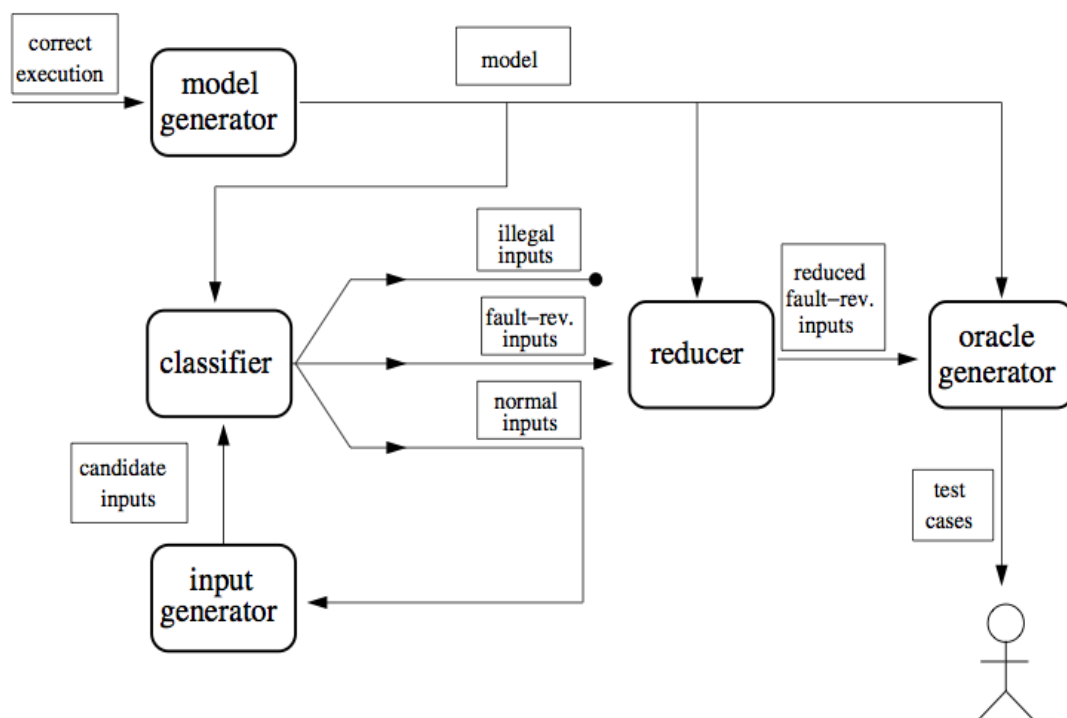 correct
execution
model
generator
model
illegal
inputs
fault-rev.
inputs
normal
inputs
classifier
reducer
reduced
fault-rev.
inputs
oracle
generator
candidate
inputs
input
generator
test
cases